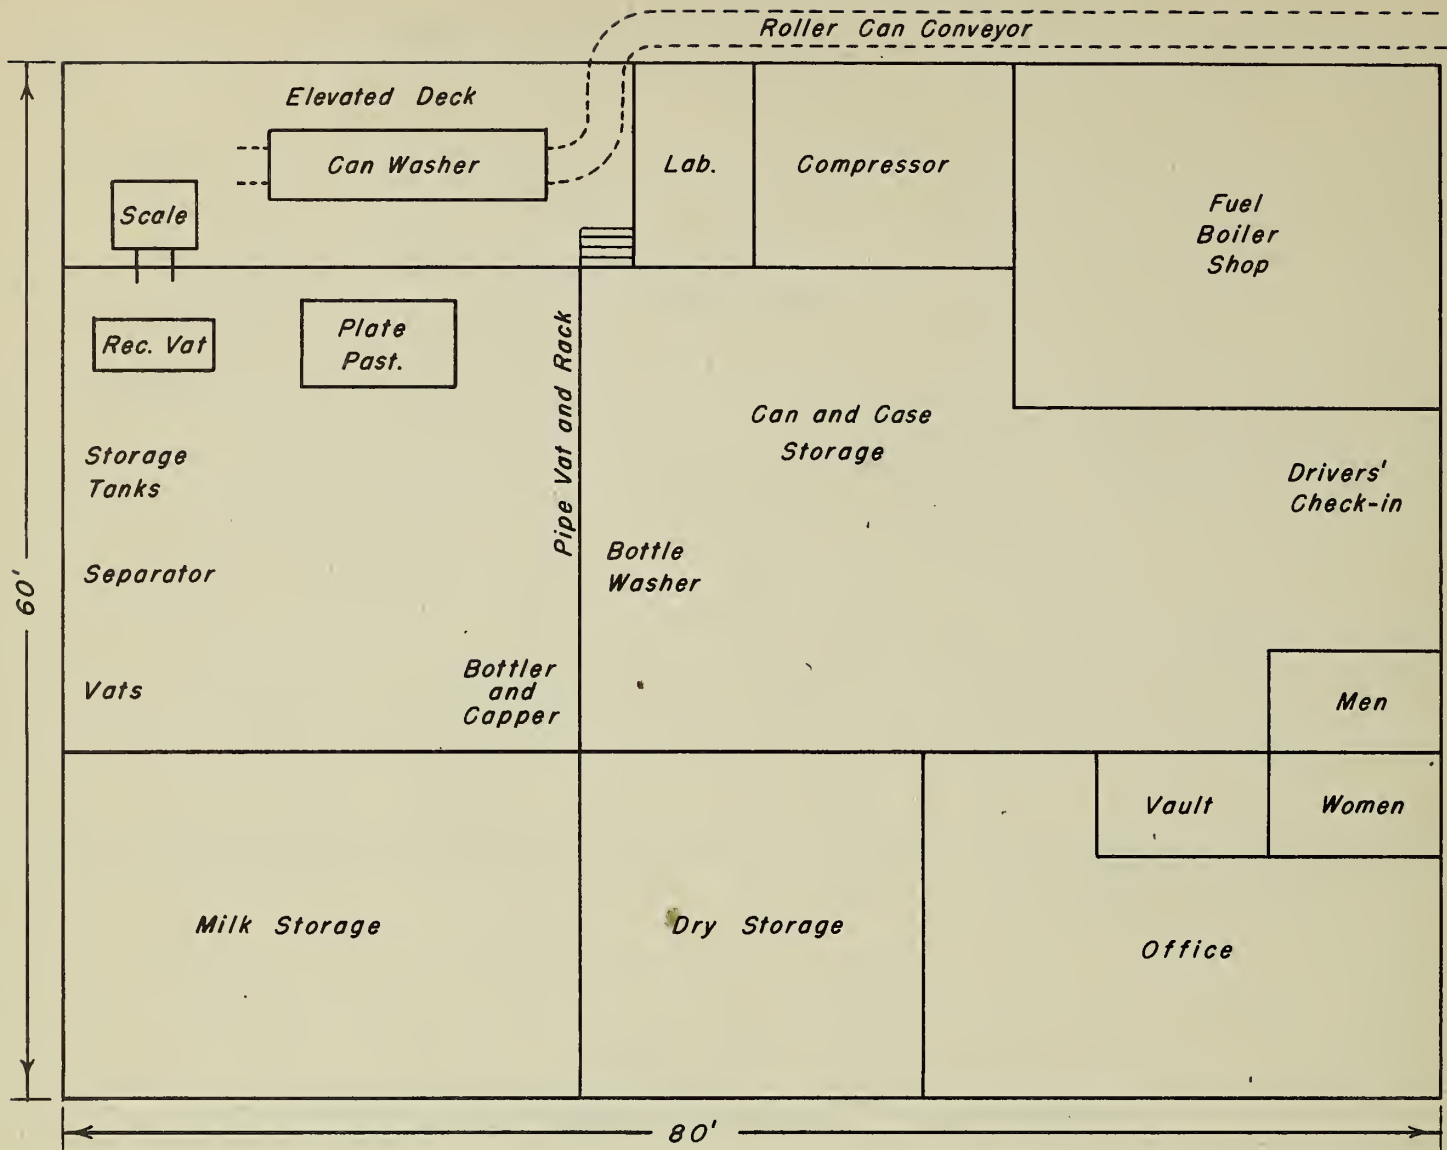 Roller Can Conveyor
Elevated Deck
Can Washer
Lab.
Compressor
Scale
Fuel
Boiler
Shop
Rec. Vat
Plate
Past.
Pipe Vat and Rack
Can and Case
Storage
Storage
Tanks
Drivers'
Check-in
Separator
Bottle
Washer
60'
Vats
Bottler
and
Capper
Men
Vault
Women
Milk Storage
Dry Storage
Office
80'